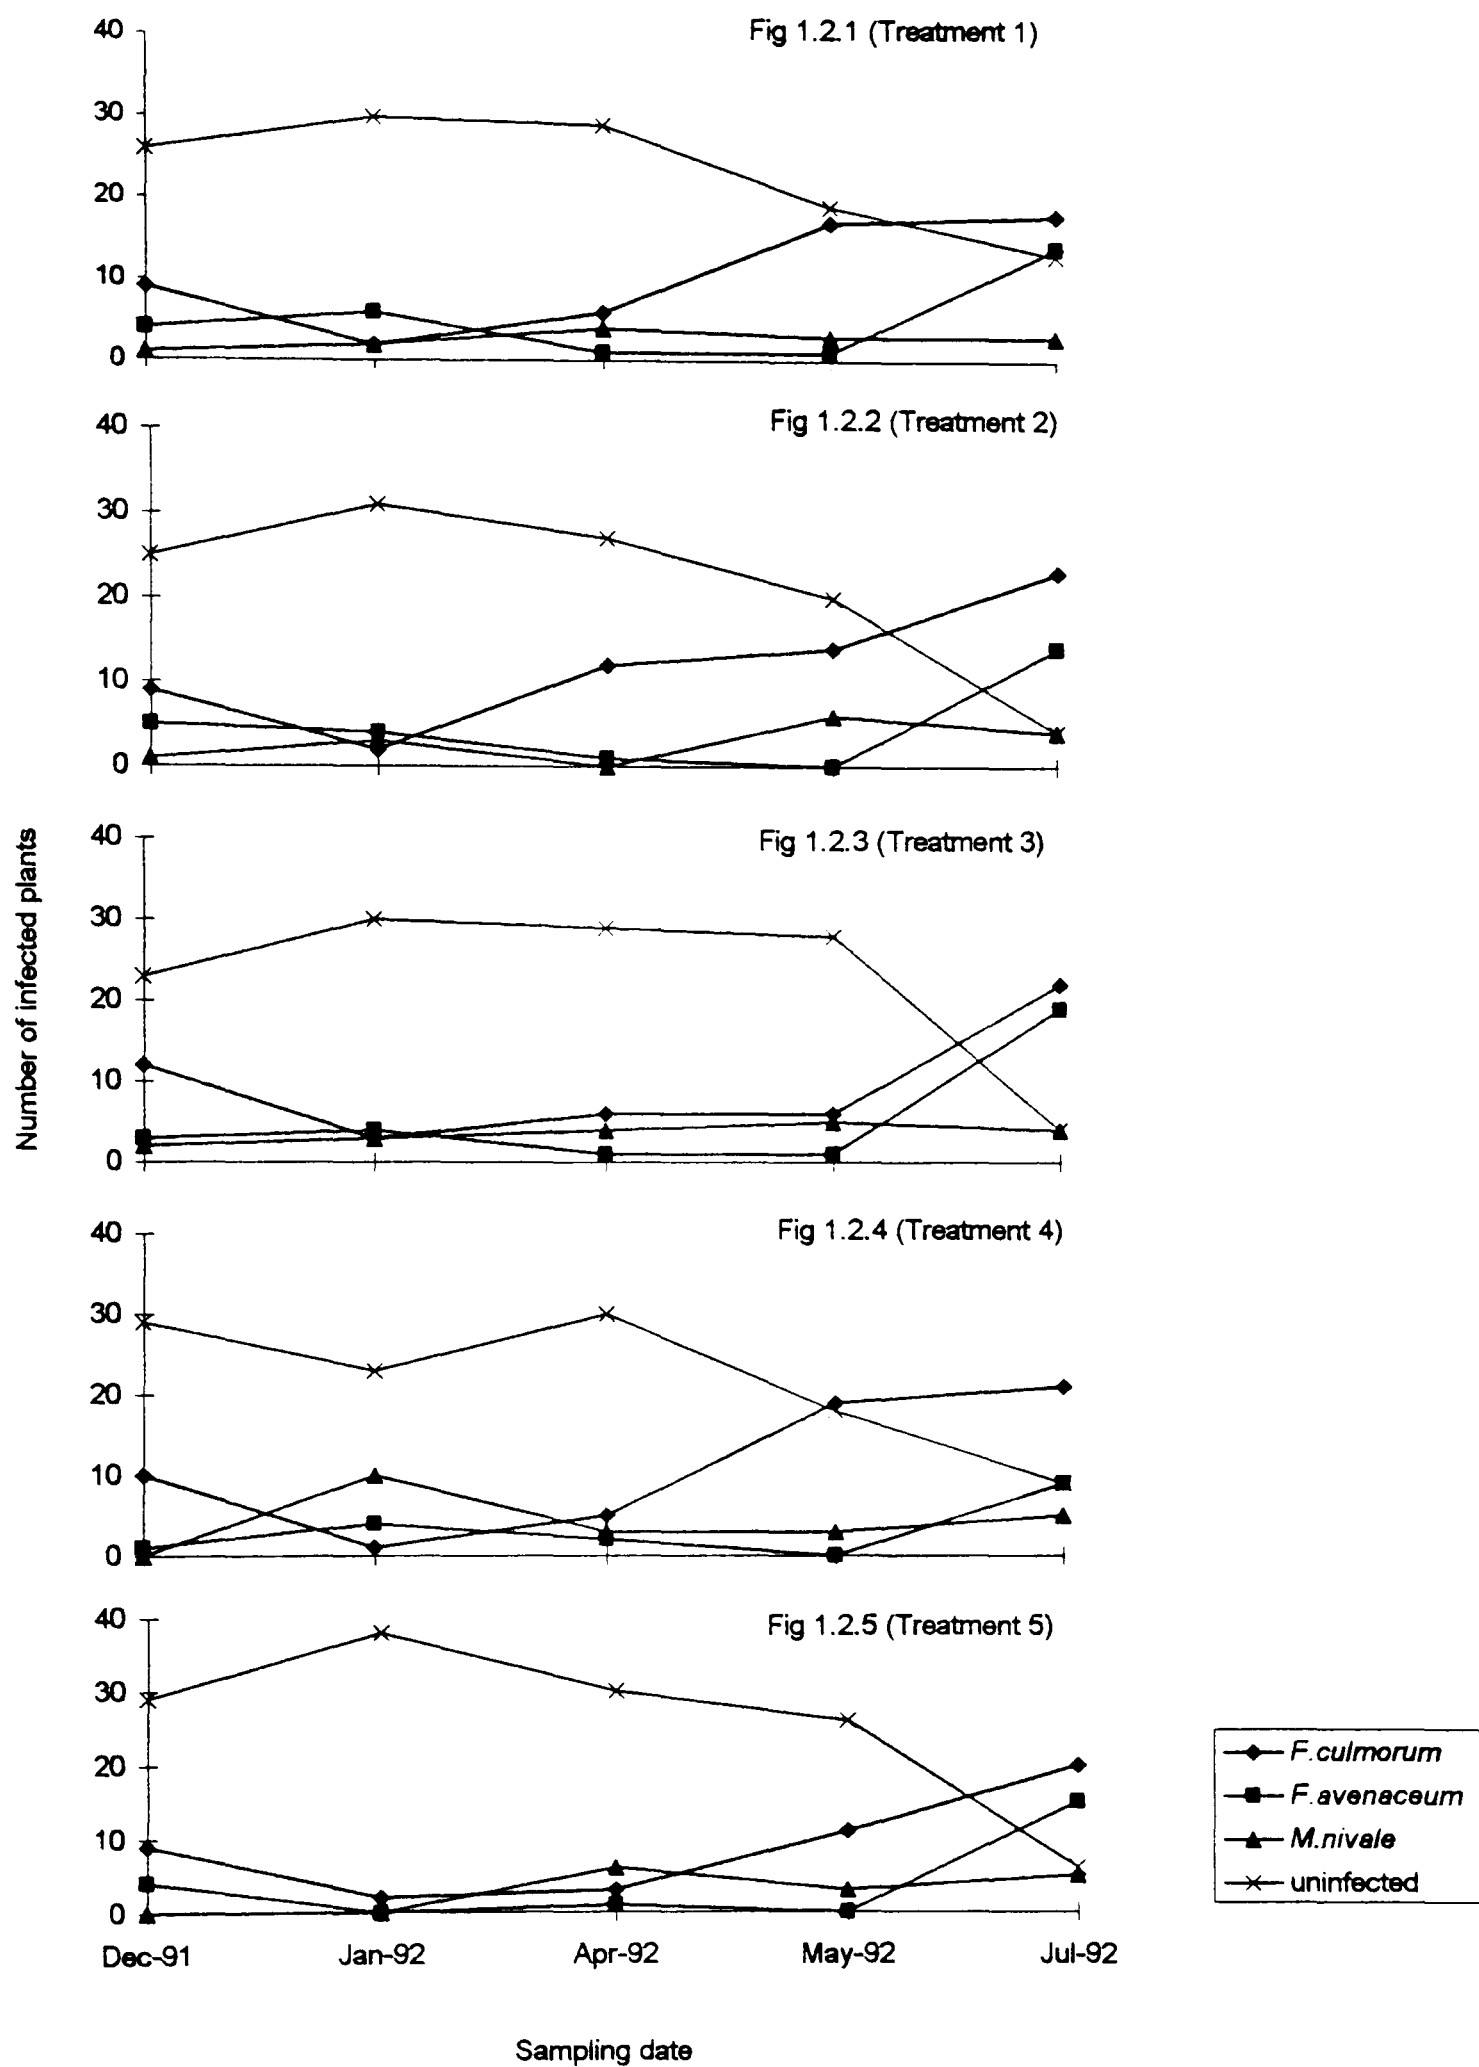 Fig 1.2.1 (Treatment 1)
40
30
20
10
0
Fig 1.2.2 (Treatment 2)
40
30
20
10
0
Fig 1.2.3 (Treatment 3)
40
30
20
10
0
Number of infected plants
Fig 1.2.4 (Treatment 4)
40
30
20
10
0
Fig 1.2.5 (Treatment 5)
40
30
20
10
0
Dec-91 Jan-92 Apr-92 May-92 Jul-92
Sampling date
F.culmorum
F.avenaceum
M.nivale
uninfected